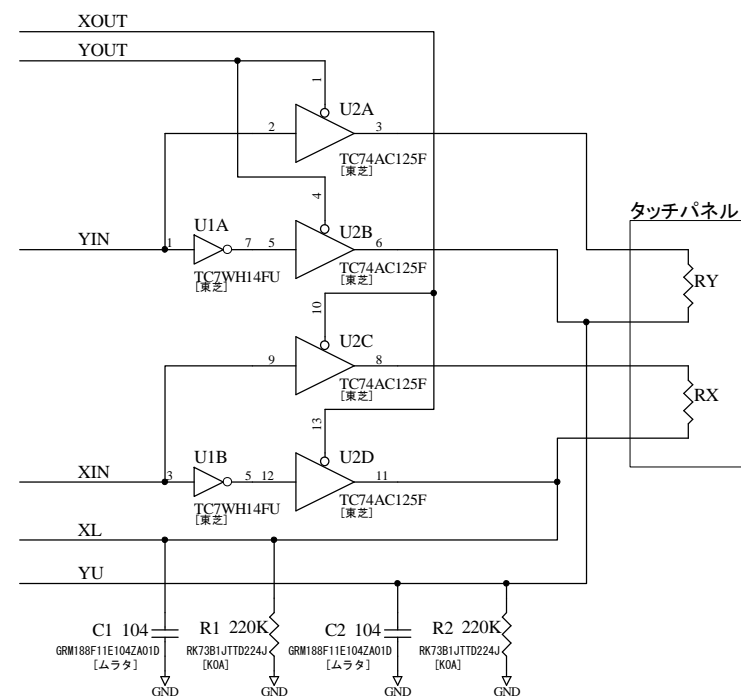 XOUT
YOUT
1
U2A
2
3
TC74AC125F
[東芝]
4
タッチパネル
U1A
U2B
YIN
1
7
5
6
TC7WH14FU
[東芝]
TC74AC125F
[東芝]
RY
10
U2C
9
8
TC74AC125F
[東芝]
RX
13
U1B
U2D
XIN
3
5
12
11
TC7WH14FU
[東芝]
TC74AC125F
[東芝]
XL
YU
C1 104
GRM188F11E104ZA01D
[ムラタ]
R1 220K
RK73B1JTTD224J
[KOA]
C2 104
GRM188F11E104ZA01D
[ムラタ]
R2 220K
RK73B1JTTD224J
[KOA]
GND
GND
GND
GND